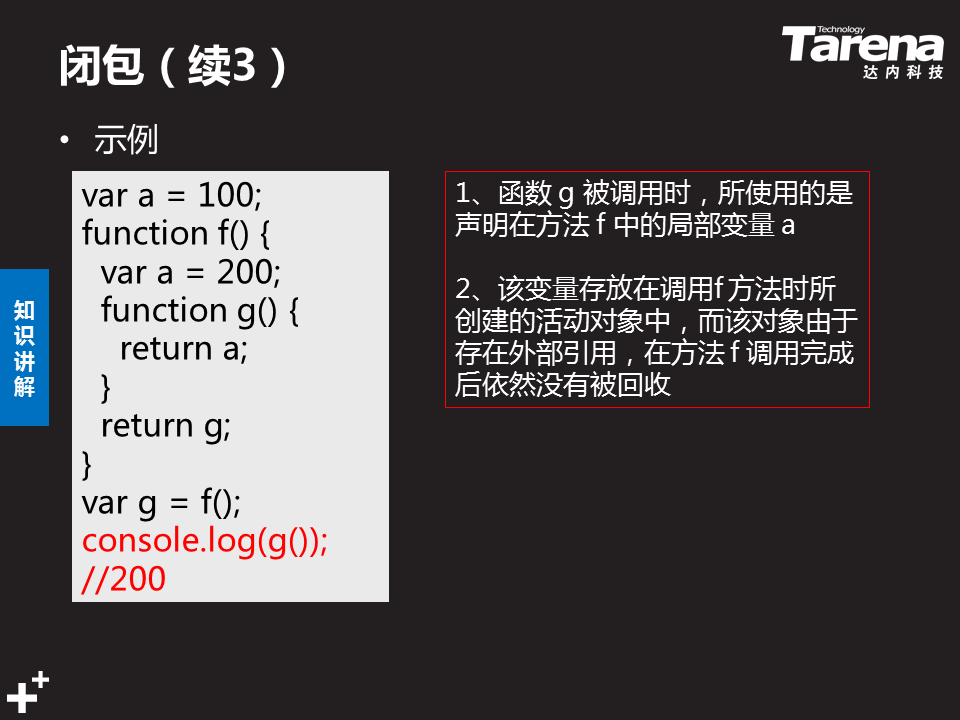 闭包（续3）
Technology
Tarena
达内科技
• 示例
var a = 100;
function f() {
  var a = 200;
  function g() {
    return a;
  }
  return g;
}
var g = f();
console.log(g());
//200
1、函数 g 被调用时，所使用的是
声明在方法 f 中的局部变量 a
2、该变量存放在调用f 方法时所
创建的活动对象中，而该对象由于
存在外部引用，在方法 f 调用完成
后依然没有被回收
知
识
讲
解